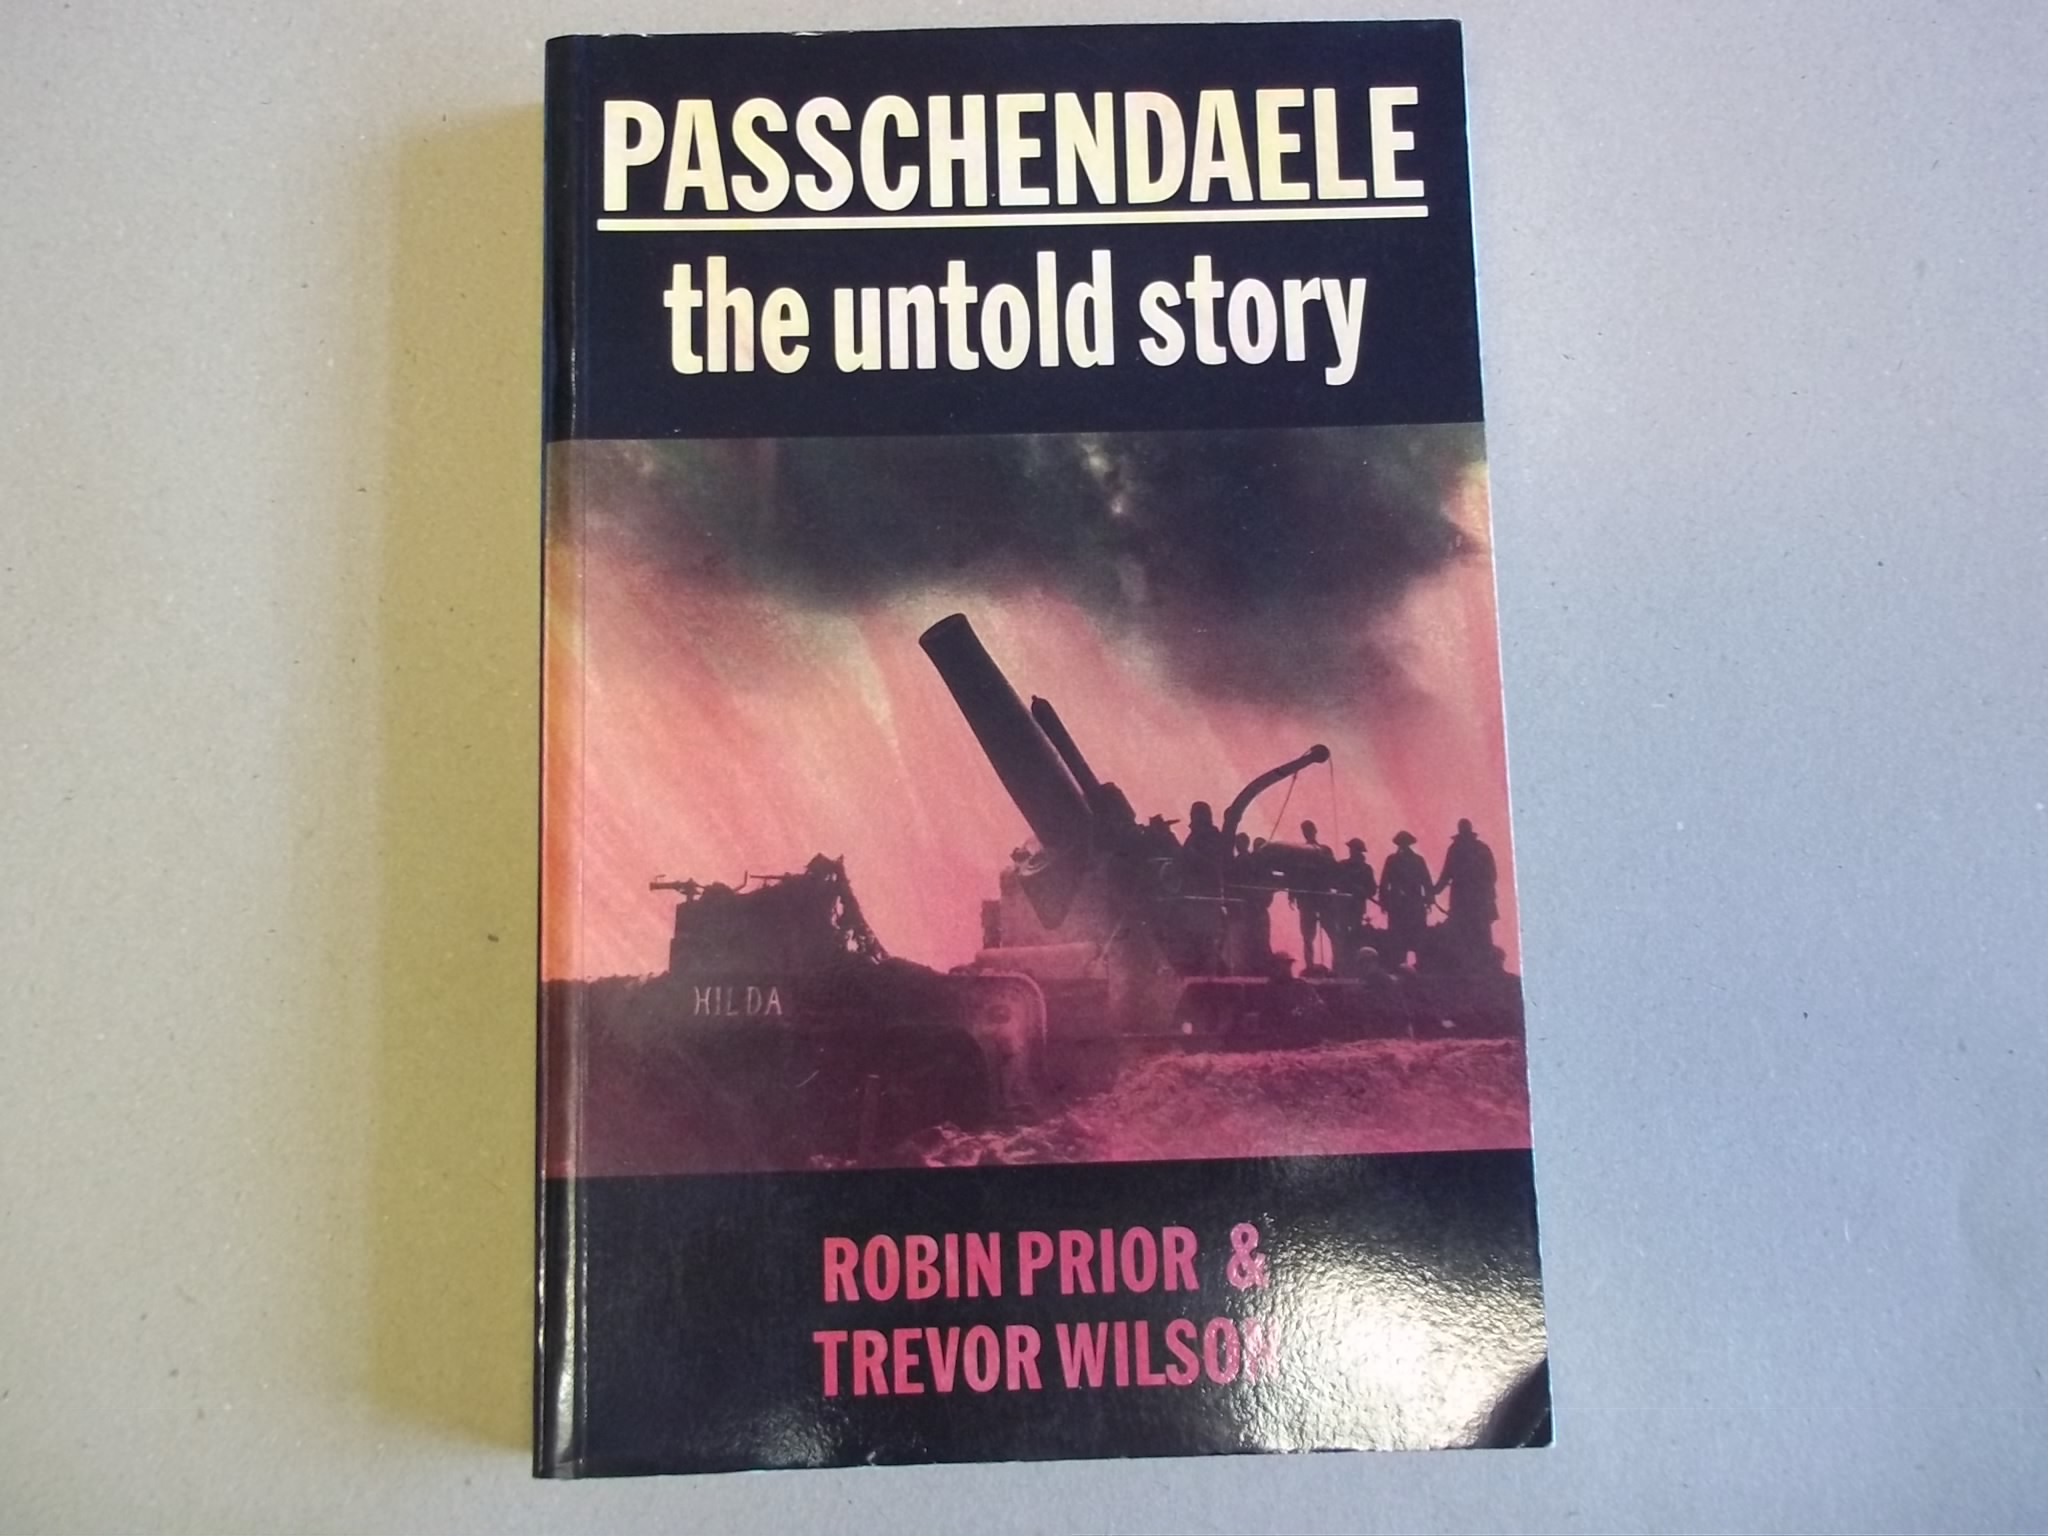 PASSCHENDAELE
the untold story
HILDA
ROBIN PRIOR &
TREVOR WILSON